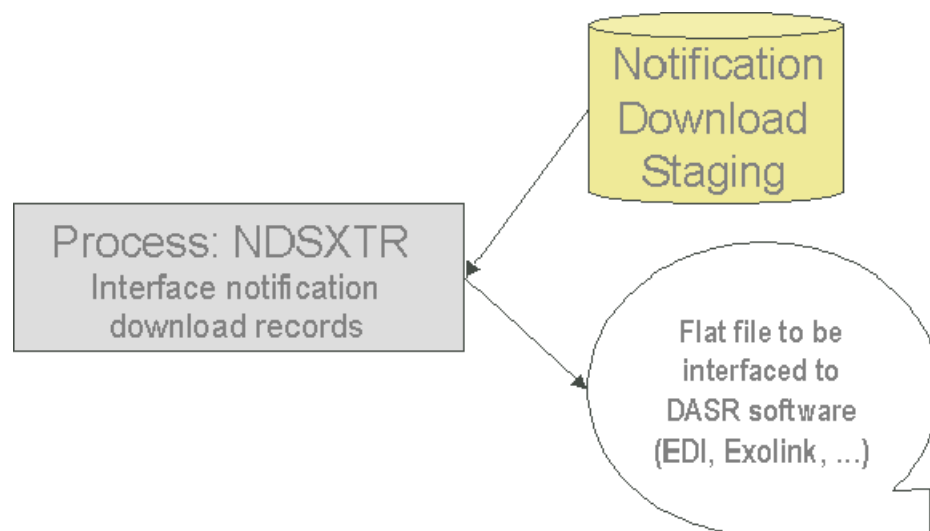 Notification
Download
Staging
Process: NDSXTR
Interface notification
download records
Flat file to be
interfaced to
DASR software
(EDI, Exolink, ...)